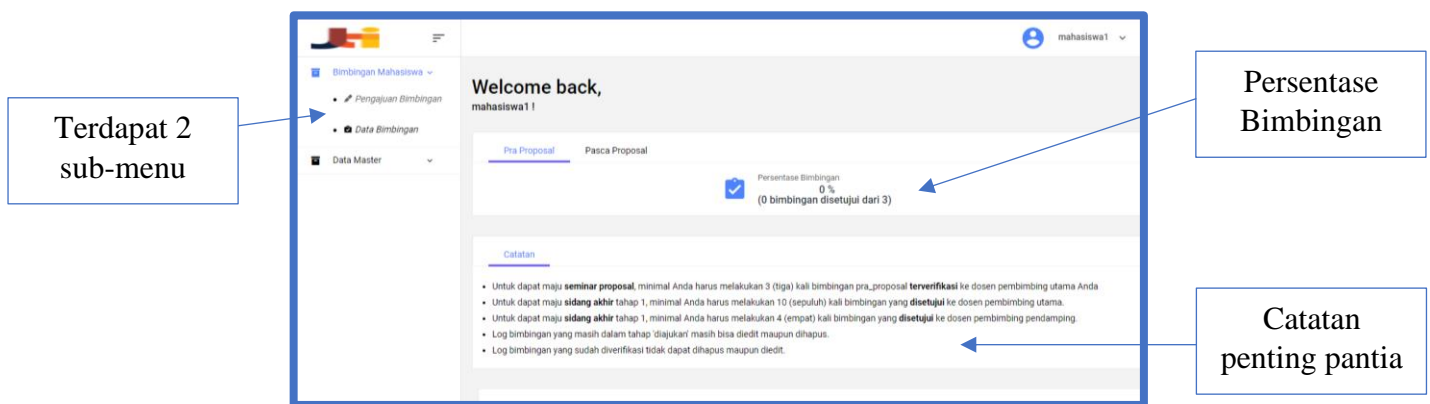 mahasiswa1
Bimbingan Mahasiswa
Pengajuan Bimbingan
Data Bimbingan
Data Master
Welcome back,
mahasiswa1 !
Pra Proposal Pasca Proposal
Persentase Bimbingan
0 %
(0 bimbingan disetujui dari 3)
Catatan
Untuk dapat maju seminar proposal, minimal Anda harus melakukan 3 (tiga) kali bimbingan pra_proposal terverifikasi ke dosen pembimbing utama Anda
Untuk dapat maju sidang akhir tahap 1, minimal Anda harus melakukan 10 (sepuluh) kali bimbingan yang disetujui ke dosen pembimbing utama.
Untuk dapat maju sidang akhir tahap 1, minimal Anda harus melakukan 4 (empat) kali bimbingan yang disetujui ke dosen pembimbing pendamping.
Log bimbingan yang masih dalam tahap 'diajukan' masih bisa diedit maupun dihapus.
Log bimbingan yang sudah diverifikasi tidak dapat dihapus maupun diedit.
Terdapat 2
sub-menu
Persentase
Bimbingan
Catatan
penting pantia